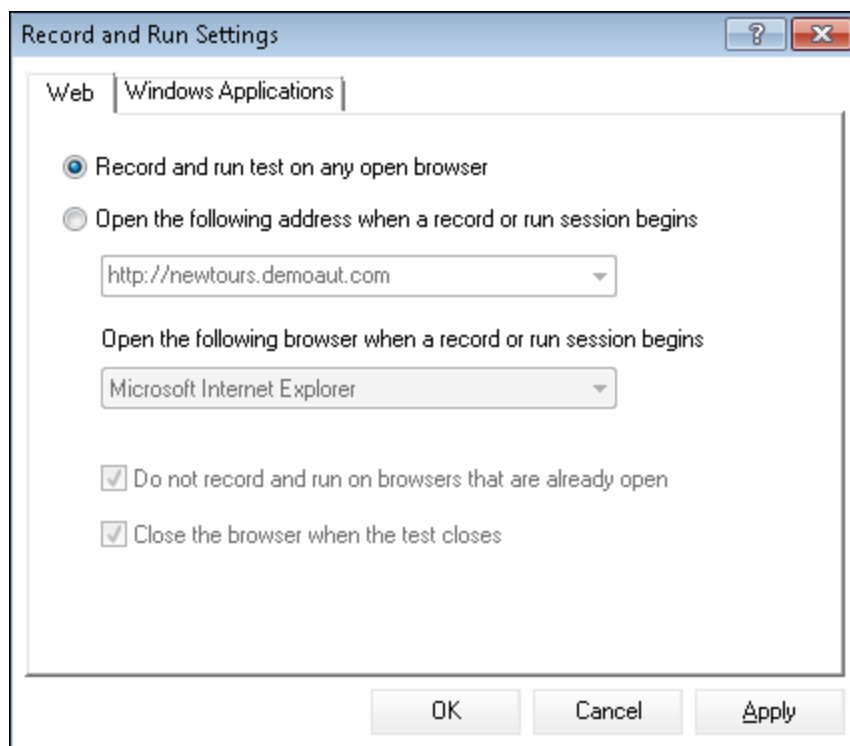 Record and Run Settings
Web
Windows Applications
Record and run test on any open browser
Open the following address when a record or run session begins
http://newtours.demoaut.com
Open the following browser when a record or run session begins
Microsoft Internet Explorer
Do not record and run on browsers that are already open
Close the browser when the test closes
OK
Cancel
Apply